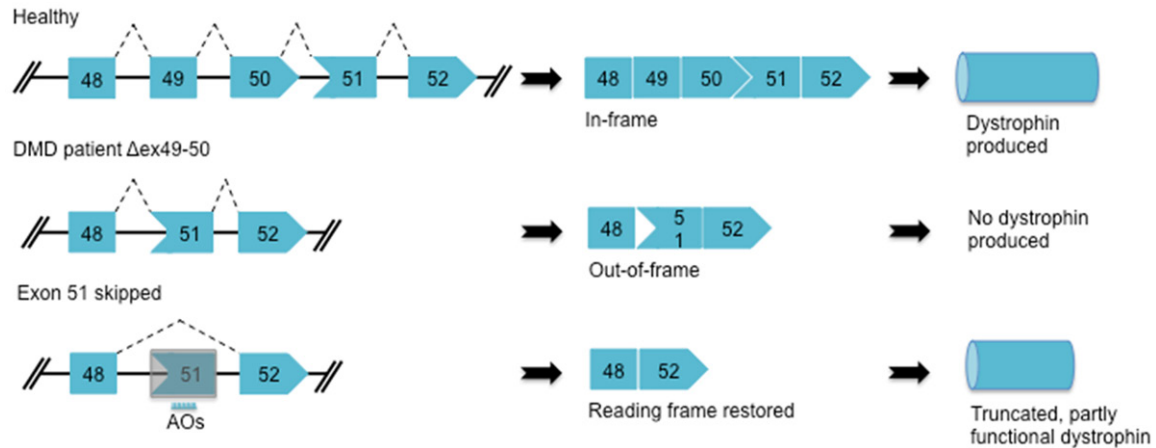 Healthy
48 49 50 51 52
48 49 50 51 52
In-frame
Dystrophin
produced
DMD patient Δex49-50
48 51 52
48 5
1 52
Out-of-frame
No dystrophin
produced
Exon 51 skipped
48 51 52
AOs
48 52
Reading frame restored
Truncated, partly
functional dystrophin